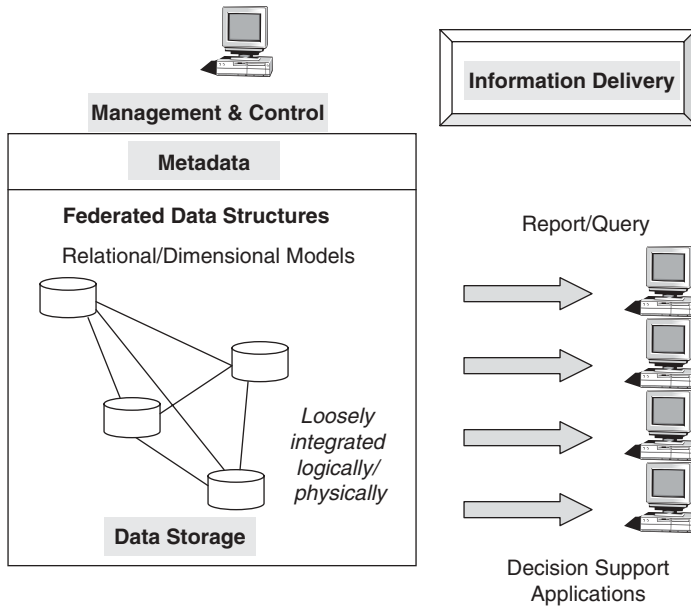 Management & Control
Metadata
Federated Data Structures
Relational/Dimensional Models
Loosely
integrated
logically/
physically
Data Storage
Information Delivery
Report/Query
Decision Support
Applications